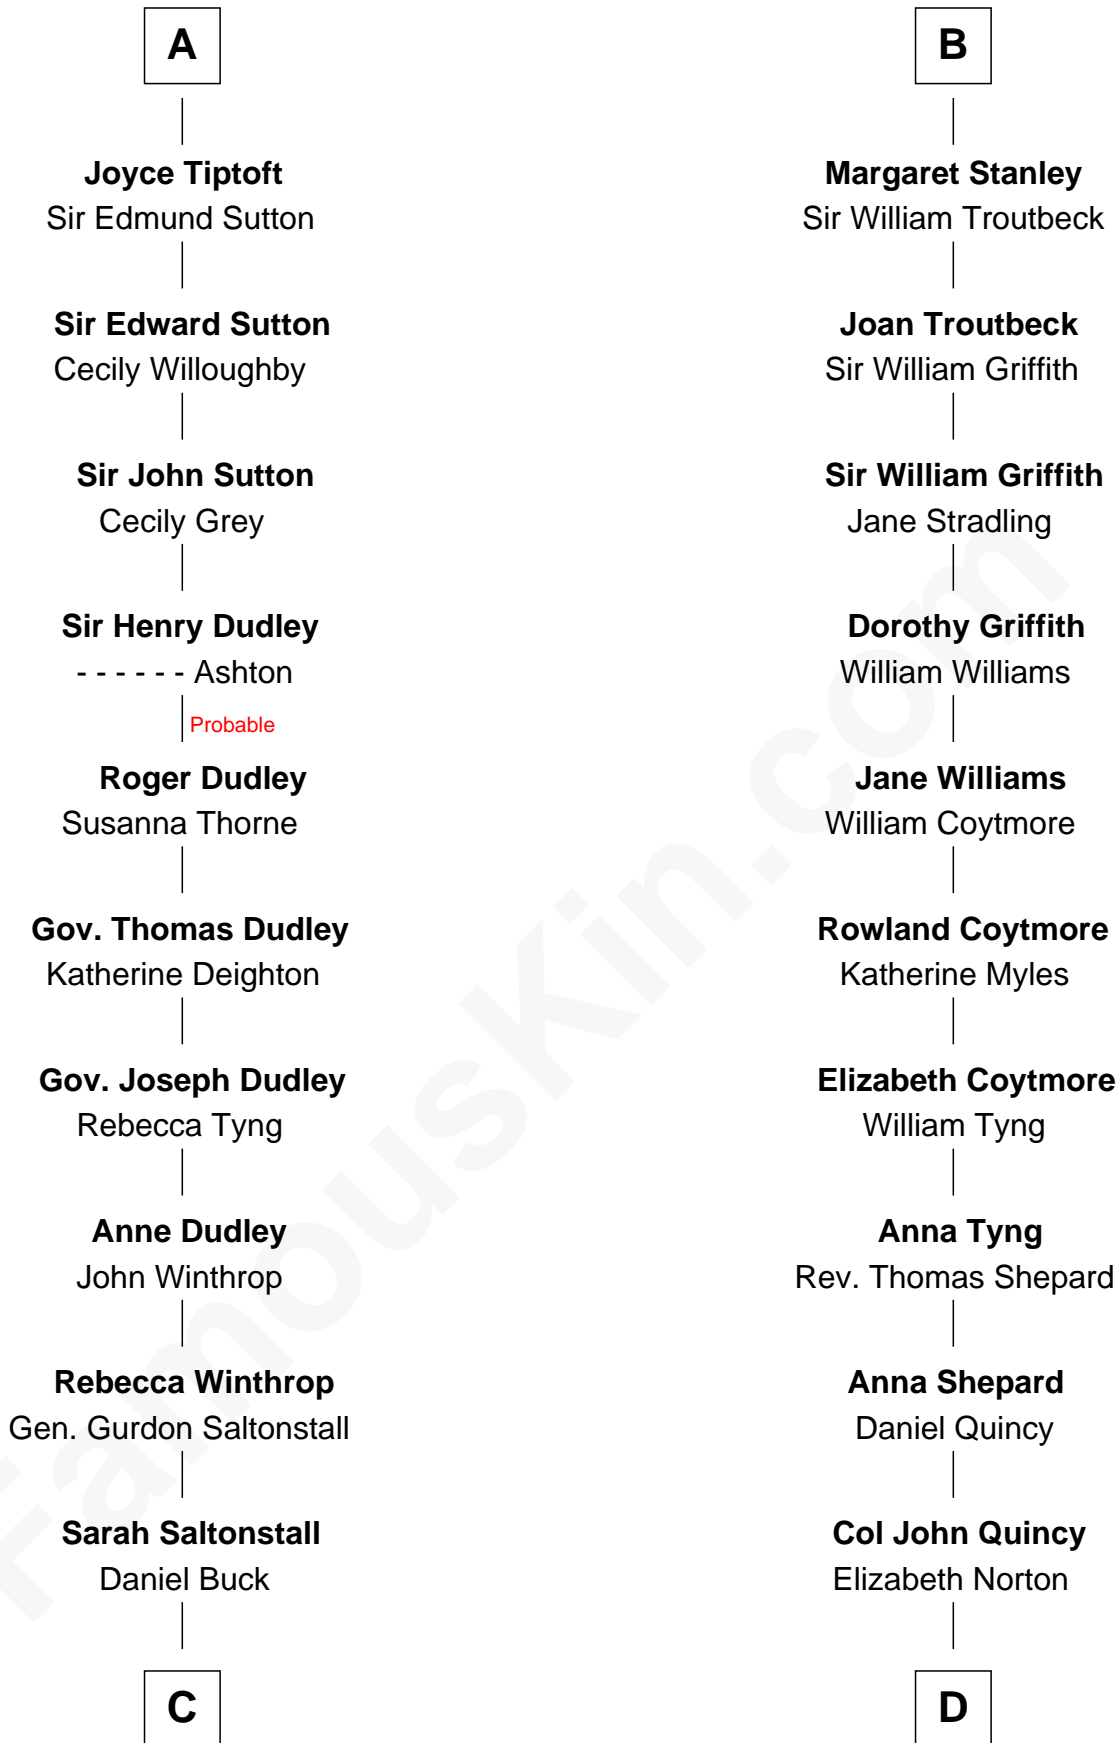 A
Joyce Tiptoft
Sir Edmund Sutton
Sir Edward Sutton
Cecily Willoughby
Sir John Sutton
Cecily Grey
Sir Henry Dudley
- - - - - - Ashton
Probable
Roger Dudley
Susanna Thorne
Gov. Thomas Dudley
Katherine Deighton
Gov. Joseph Dudley
Rebecca Tyng
Anne Dudley
John Winthrop
Rebecca Winthrop
Gen. Gurdon Saltonstall
Sarah Saltonstall
Daniel Buck
C
B
Margaret Stanley
Sir William Troutbeck
Joan Troutbeck
Sir William Griffith
Sir William Griffith
Jane Stradling
Dorothy Griffith
William Williams
Jane Williams
William Coytmore
Rowland Coytmore
Katherine Myles
Elizabeth Coytmore
William Tyng
Anna Tyng
Rev. Thomas Shepard
Anna Shepard
Daniel Quincy
Col John Quincy
Elizabeth Norton
D
FamousKin.com